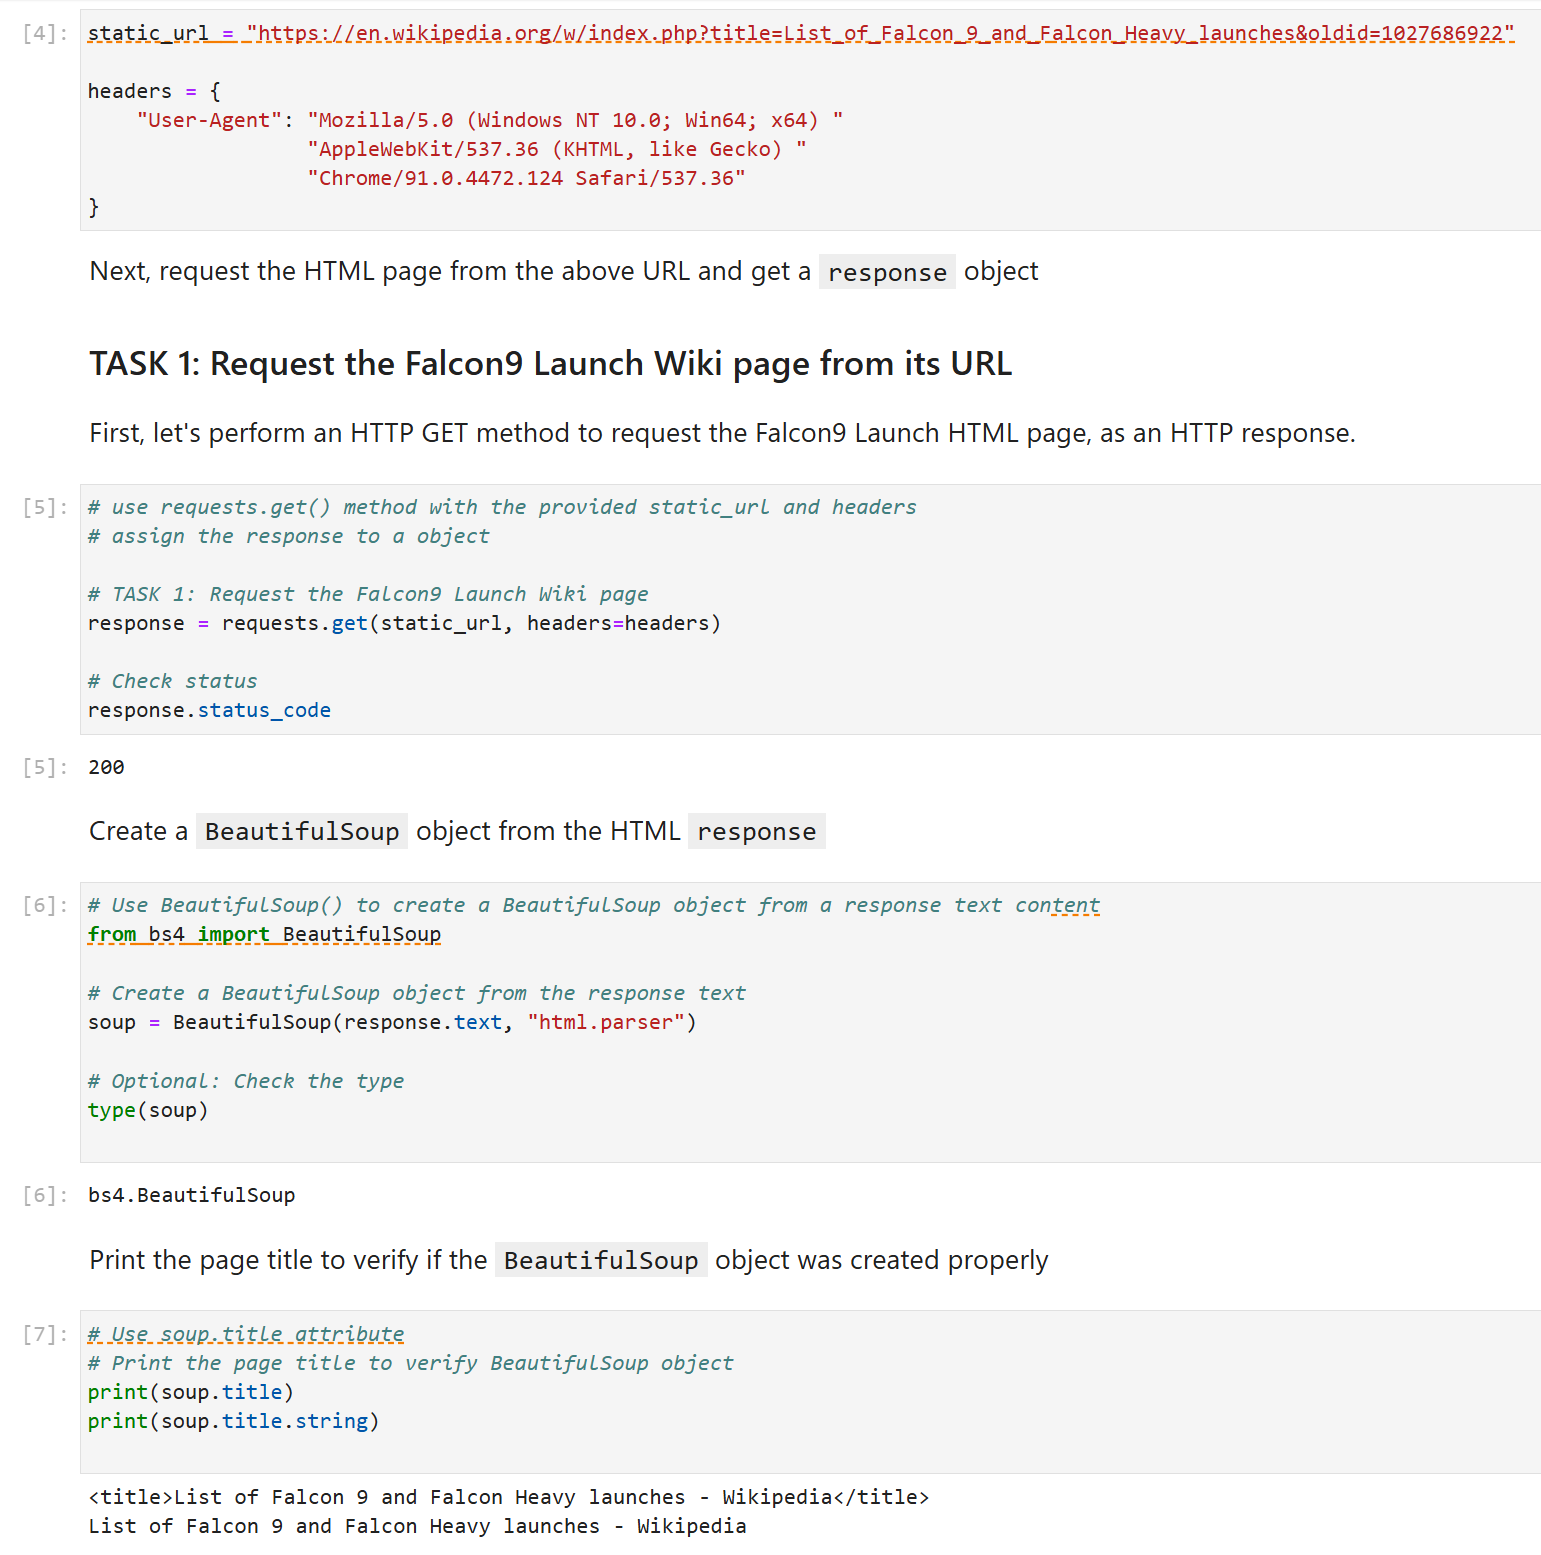 [4]: static_url = "https://en.wikipedia.org/w/index.php?title=List_of_Falcon_9_and_Falcon_Heavy_launches&oldid=1027686922"
headers = {
    "User-Agent": "Mozilla/5.0 (Windows NT 10.0; Win64; x64) "
                  "AppleWebKit/537.36 (KHTML, like Gecko) "
                  "Chrome/91.0.4472.124 Safari/537.36"
}
Next, request the HTML page from the above URL and get a response object
TASK 1: Request the Falcon9 Launch Wiki page from its URL
First, let's perform an HTTP GET method to request the Falcon9 Launch HTML page, as an HTTP response.
[5]: # use requests.get() method with the provided static_url and headers
# assign the response to a object
# TASK 1: Request the Falcon9 Launch Wiki page
response = requests.get(static_url, headers=headers)
# Check status
response.status_code
[5]: 200
Create a BeautifulSoup object from the HTML response
[6]: # Use BeautifulSoup() to create a BeautifulSoup object from a response text content
from bs4 import BeautifulSoup
# Create a BeautifulSoup object from the response text
soup = BeautifulSoup(response.text, "html.parser")
# Optional: Check the type
type(soup)
[6]: bs4.BeautifulSoup
Print the page title to verify if the BeautifulSoup object was created properly
[7]: # Use soup.title attribute
# Print the page title to verify BeautifulSoup object
print(soup.title)
print(soup.title.string)
<title>List of Falcon 9 and Falcon Heavy launches - Wikipedia</title>
List of Falcon 9 and Falcon Heavy launches - Wikipedia